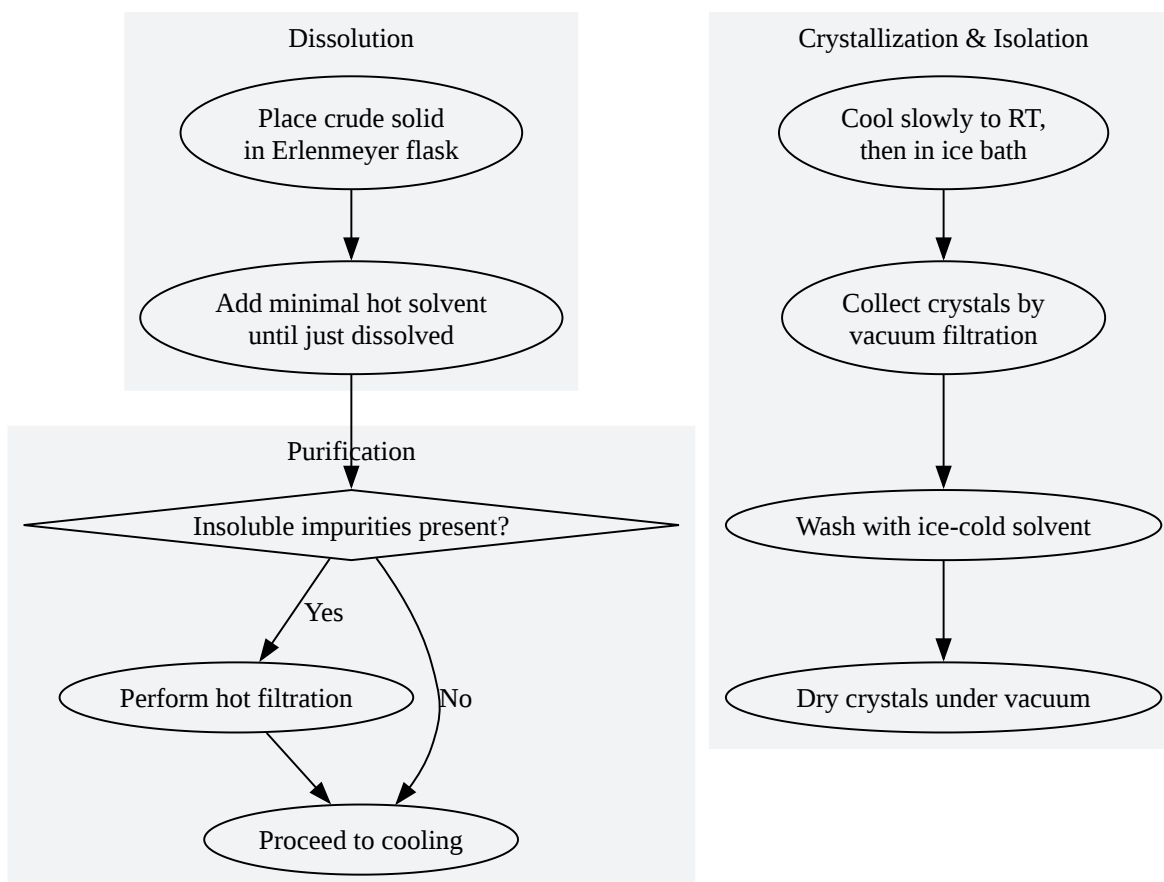 Dissolution
Place crude solid
in Erlenmeyer flask
Add minimal hot solvent
until just dissolved
Purification
Insoluble impurities present?
Yes
Perform hot filtration
No
Proceed to cooling
Crystallization & Isolation
Cool slowly to RT,
then in ice bath
Collect crystals by
vacuum filtration
Wash with ice-cold solvent
Dry crystals under vacuum